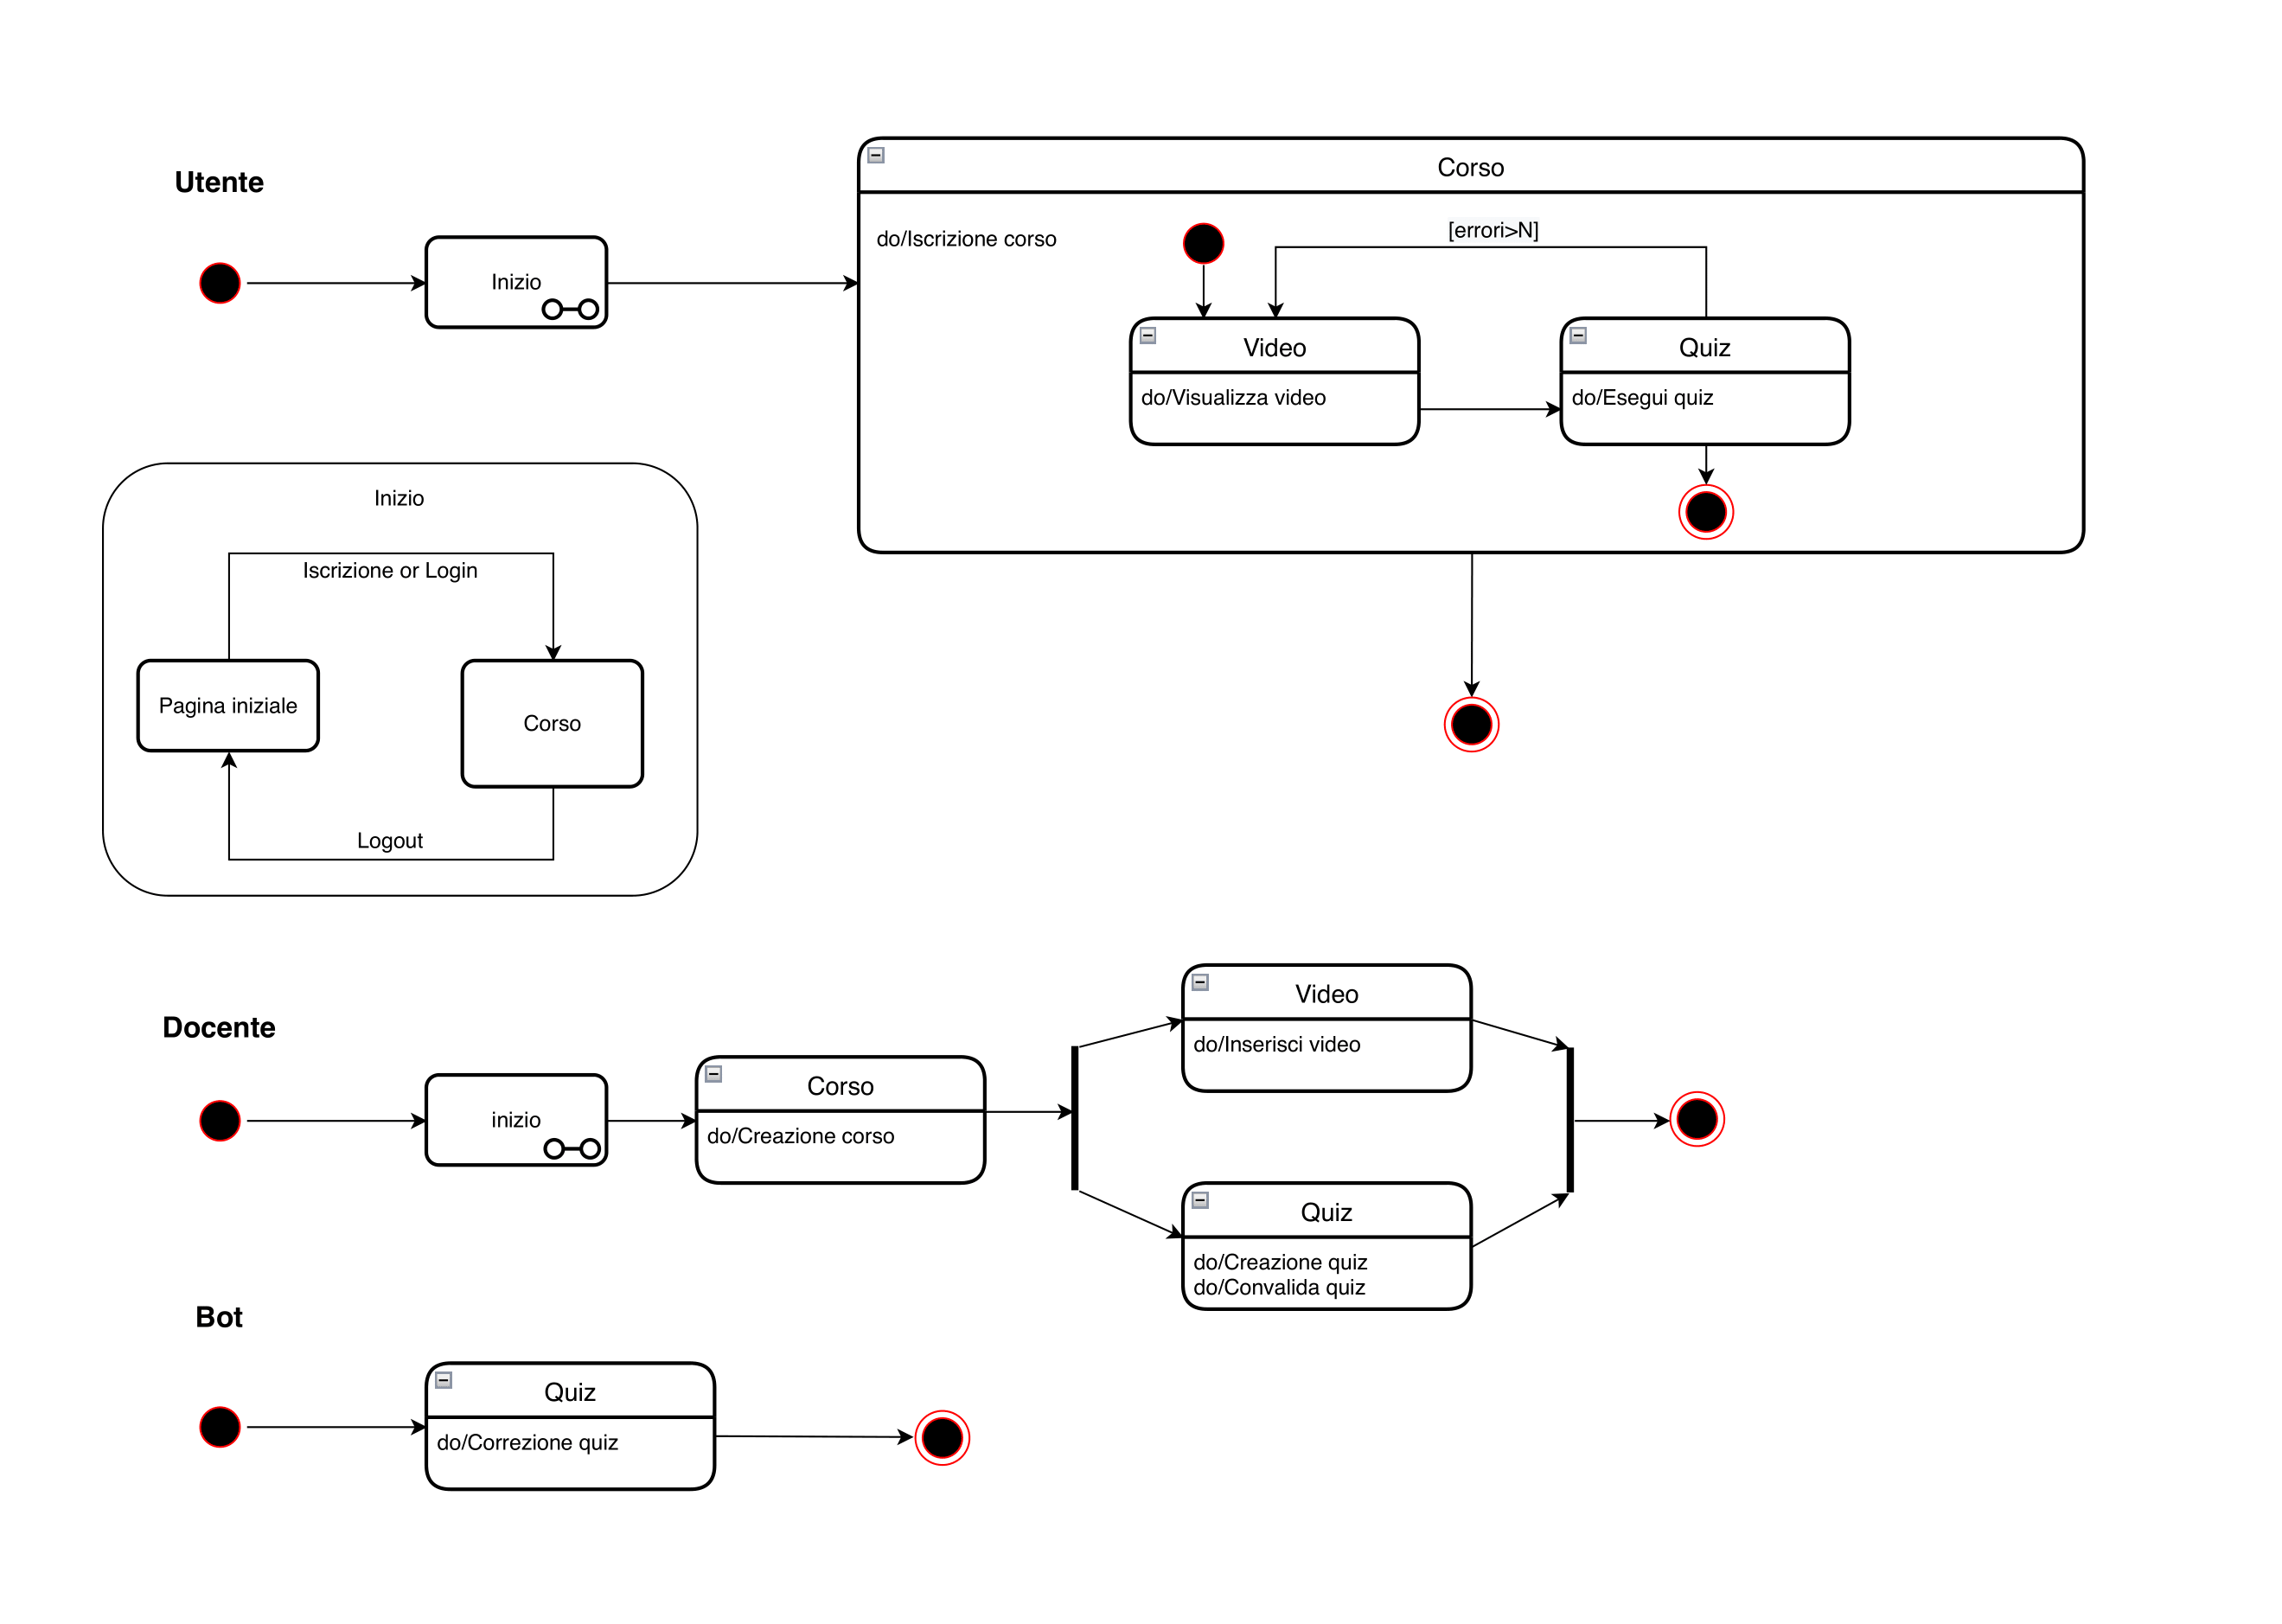 Utente
Inizio
Corso
do/Iscrizione corso
[errori>N]
Video
do/Visualizza video
Quiz
do/Esegui quiz
Inizio
Iscrizione or Login
Pagina iniziale
Corso
Logout
Docente
inizio
Corso
do/Creazione corso
Video
do/Inserisci video
Quiz
do/Creazione quiz
do/Convalida quiz
Bot
Quiz
do/Correzione quiz